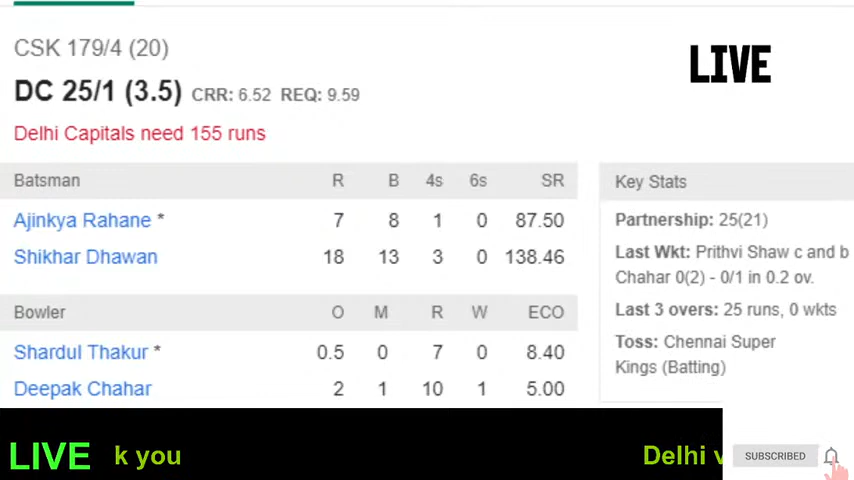 CSK 179/4 (20)
LIVE
DC 25/1 (3.5) CRR: 6.52 REQ: 9.59
Delhi Capitals need 155 runs
Batsman R B 4s 6s SR
Ajinkya Rahane * 7 8 1 0 87.50
Shikhar Dhawan 18 13 3 0 138.46
Bowler O M R W ECO
Shardul Thakur * 0.5 0 7 0 8.40
Deepak Chahar 2 1 10 1 5.00
Key Stats
Partnership: 25(21)
Last Wkt: Prithvi Shaw c and b
Chahar 0(2) - 0/1 in 0.2 ov.
Last 3 overs: 25 runs, 0 wkts
Toss: Chennai Super
Kings (Batting)
LIVE k you Delhi v
SUBSCRIBED